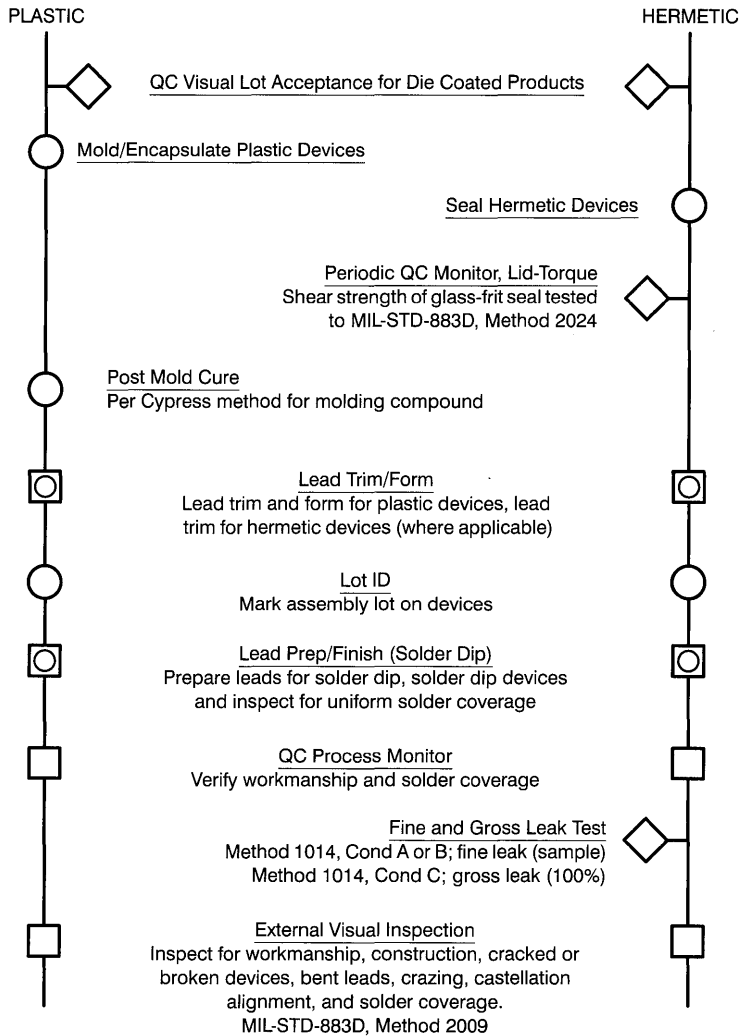 PLASTIC
HERMETIC
QC Visual Lot Acceptance for Die Coated Products
Mold/Encapsulate Plastic Devices
Seal Hermetic Devices
Periodic QC Monitor, Lid-Torque
Shear strength of glass-frit seal tested
to MIL-STD-883D, Method 2024
Post Mold Cure
Per Cypress method for molding compound
Lead Trim/Form
Lead trim and form for plastic devices, lead
trim for hermetic devices (where applicable)
Lot ID
Mark assembly lot on devices
Lead Prep/Finish (Solder Dip)
Prepare leads for solder dip, solder dip devices
and inspect for uniform solder coverage
QC Process Monitor
Verify workmanship and solder coverage
Fine and Gross Leak Test
Method 1014, Cond A or B; fine leak (sample)
Method 1014, Cond C; gross leak (100%)
External Visual Inspection
Inspect for workmanship, construction, cracked or
broken devices, bent leads, crazing, castellation
alignment, and solder coverage.
MIL-STD-883D, Method 2009